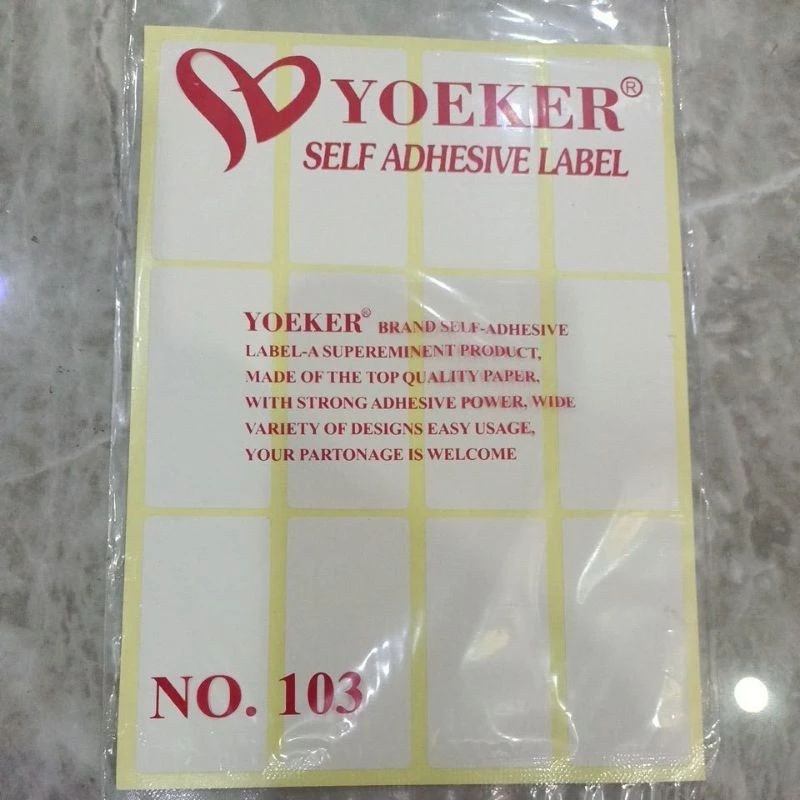 YOEKER®
SELF ADHESIVE LABEL
YOEKER® BRAND SELF-ADHESIVE
LABEL-A SUPEREMINENT PRODUCT,
MADE OF THE TOP QUALITY PAPER,
WITH STRONG ADHESIVE POWER, WIDE
VARIETY OF DESIGNS EASY USAGE,
YOUR PARTONAGE IS WELCOME
NO. 103